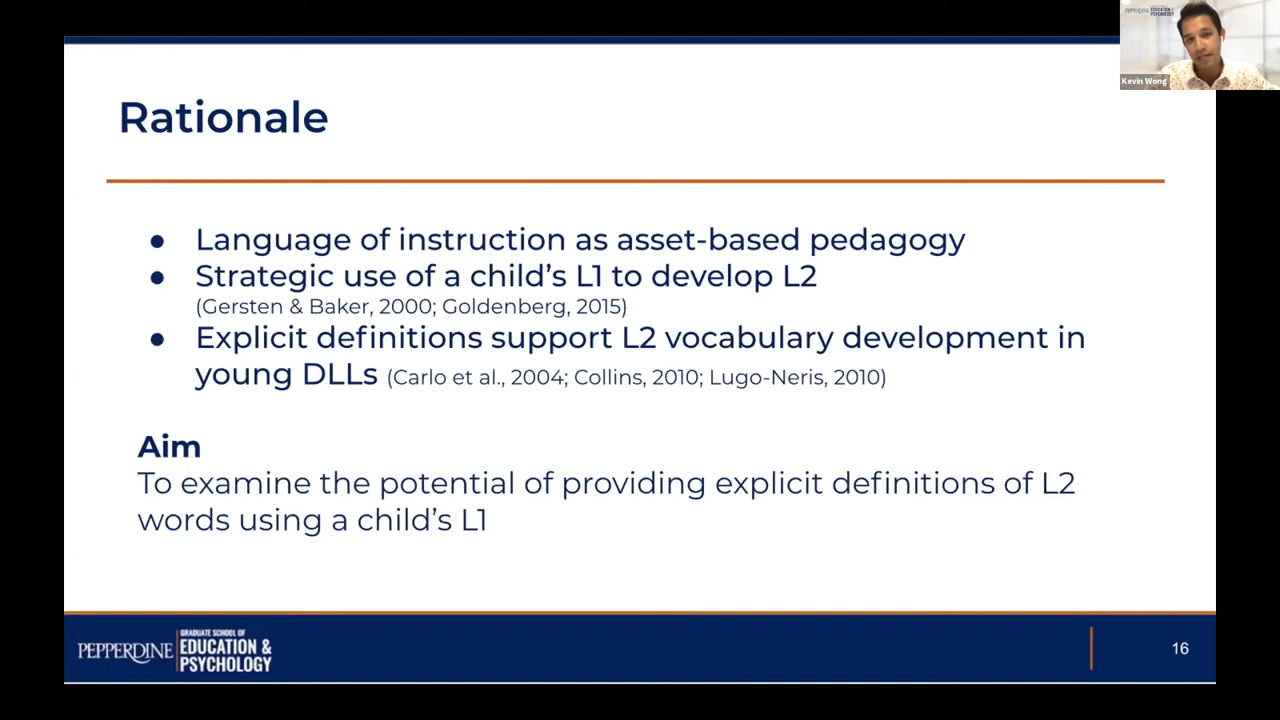 PEPPERDINE
EDUCATION &
PSYCHOLOGY
Kevin Wong
Rationale
● Language of instruction as asset-based pedagogy
● Strategic use of a child’s L1 to develop L2
(Gersten & Baker, 2000; Goldenberg, 2015)
● Explicit definitions support L2 vocabulary development in
young DLLs (Carlo et al., 2004; Collins, 2010; Lugo-Neris, 2010)
Aim
To examine the potential of providing explicit definitions of L2
words using a child’s L1
PEPPERDINE
GRADUATE SCHOOL OF
EDUCATION &
PSYCHOLOGY
16